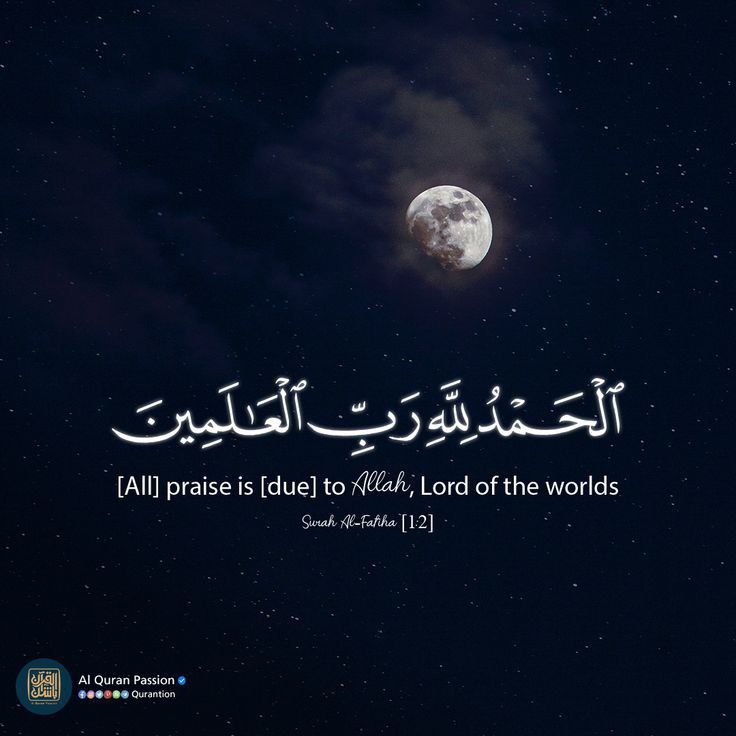 ٱلْحَمْدُ لِلَّهِ رَبِّ ٱلْعَـٰلَمِينَ
[All] praise is [due] to Allah, Lord of the worlds
Surah Al-Fatiha [1:2]
Al Quran Passion
Qurantion